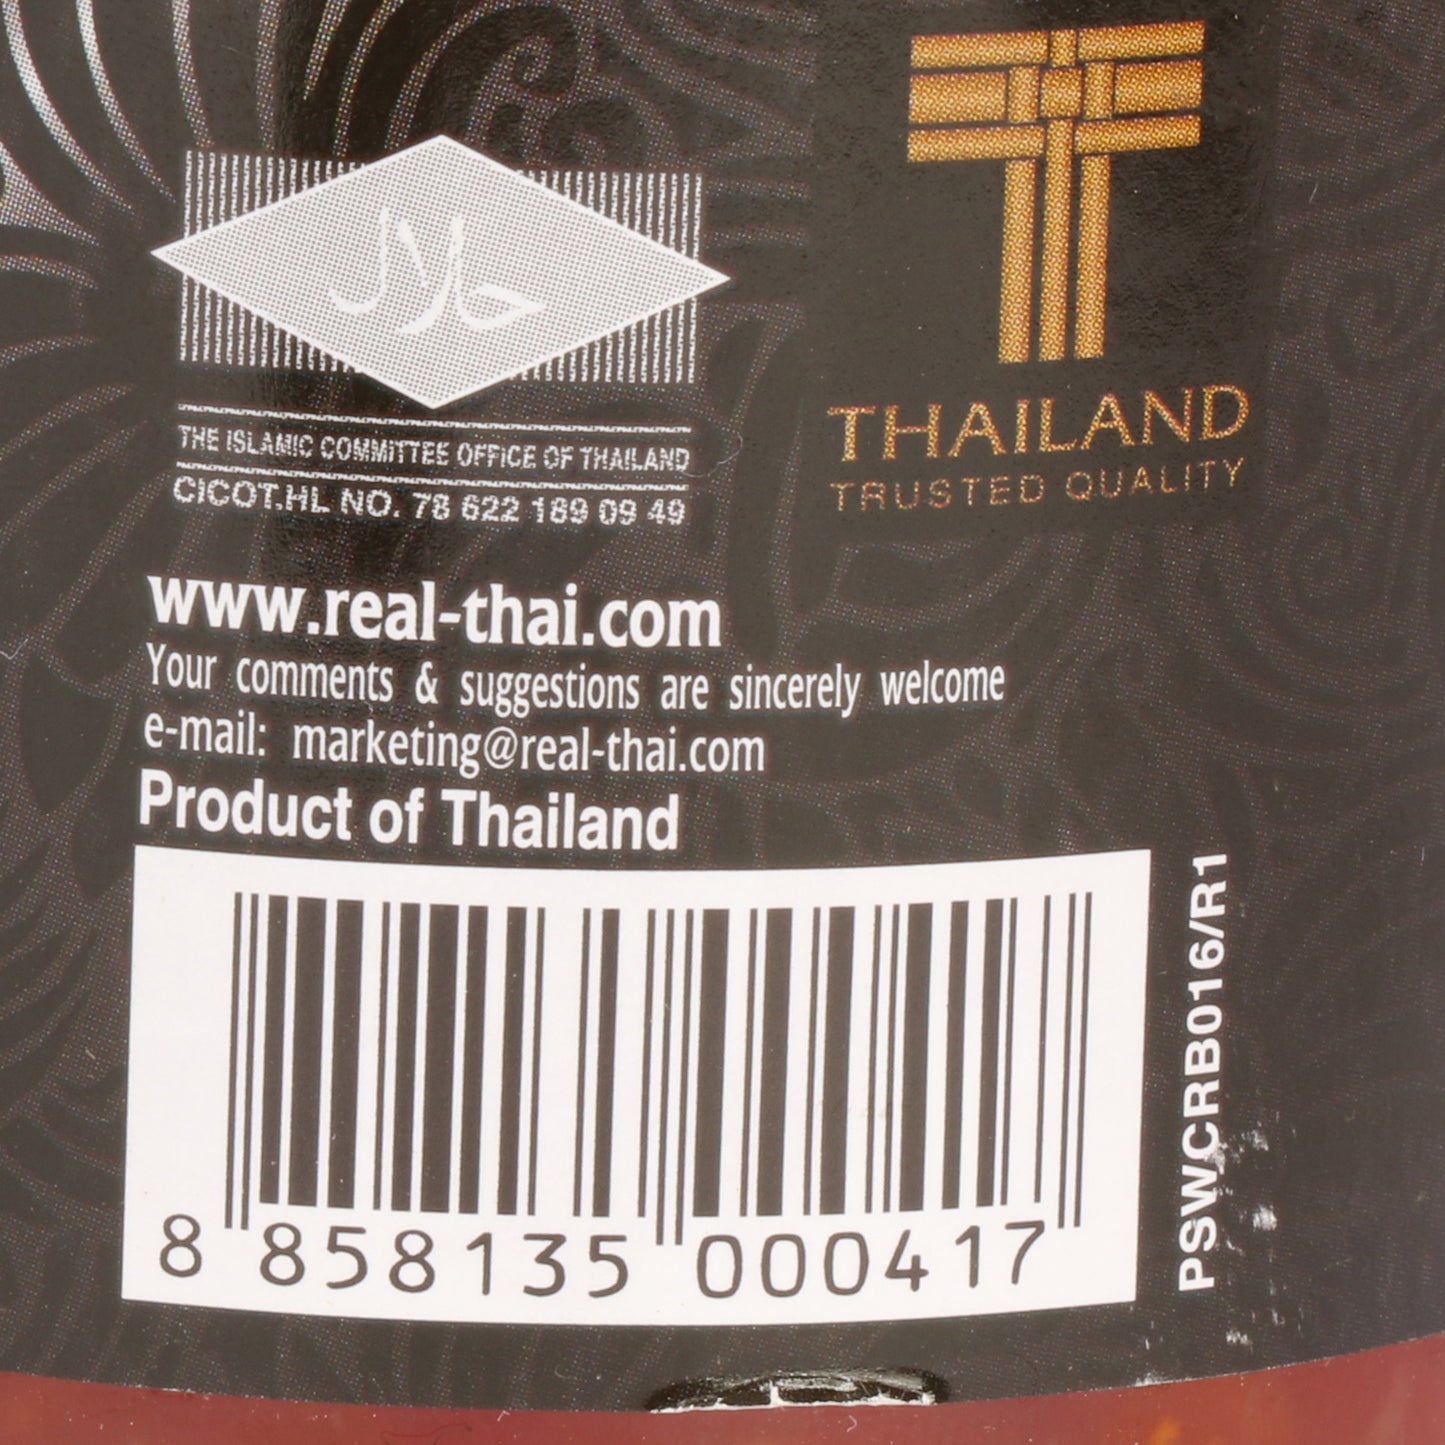 حلال
THE ISLAMIC COMMITTEE OFFICE OF THAILAND
CICOT.HL NO. 78 622 189 09 49
THAILAND
TRUSTED QUALITY
www.real-thai.com
Your comments & suggestions are sincerely welcome
e-mail: marketing@real-thai.com
Product of Thailand
8 858135 000417
PSWCRB016/R1